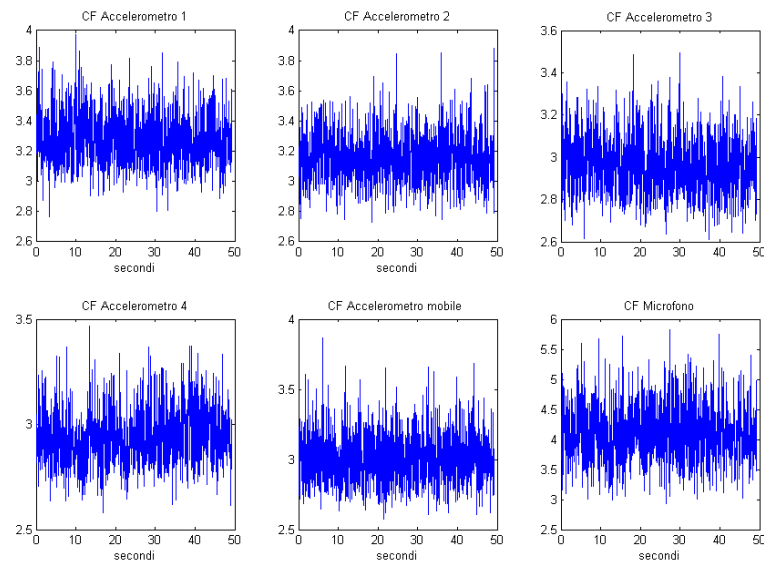 CF Accelerometro 1
4
3.8
3.6
3.4
3.2
3
2.8
2.6
0 10 20 30 40 50
secondi
CF Accelerometro 2
4
3.8
3.6
3.4
3.2
3
2.8
2.6
0 10 20 30 40 50
secondi
CF Accelerometro 3
3.6
3.4
3.2
3
2.8
2.6
0 10 20 30 40 50
secondi
CF Accelerometro 4
3.5
3
2.5
0 10 20 30 40 50
secondi
CF Accelerometro mobile
4
3.5
3
2.5
0 10 20 30 40 50
secondi
CF Microfono
6
5.5
5
4.5
4
3.5
3
2.5
0 10 20 30 40 50
secondi